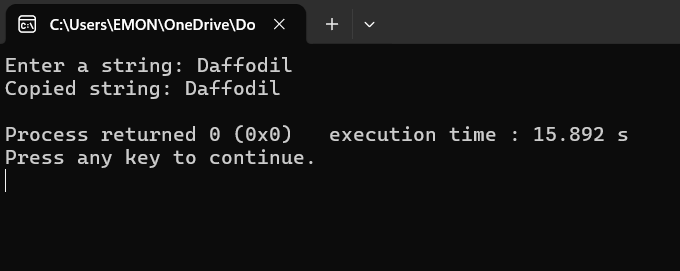 C:\Users\EMON\OneDrive\Do
Enter a string: Daffodil
Copied string: Daffodil
Process returned 0 (0x0)   execution time : 15.892 s
Press any key to continue.